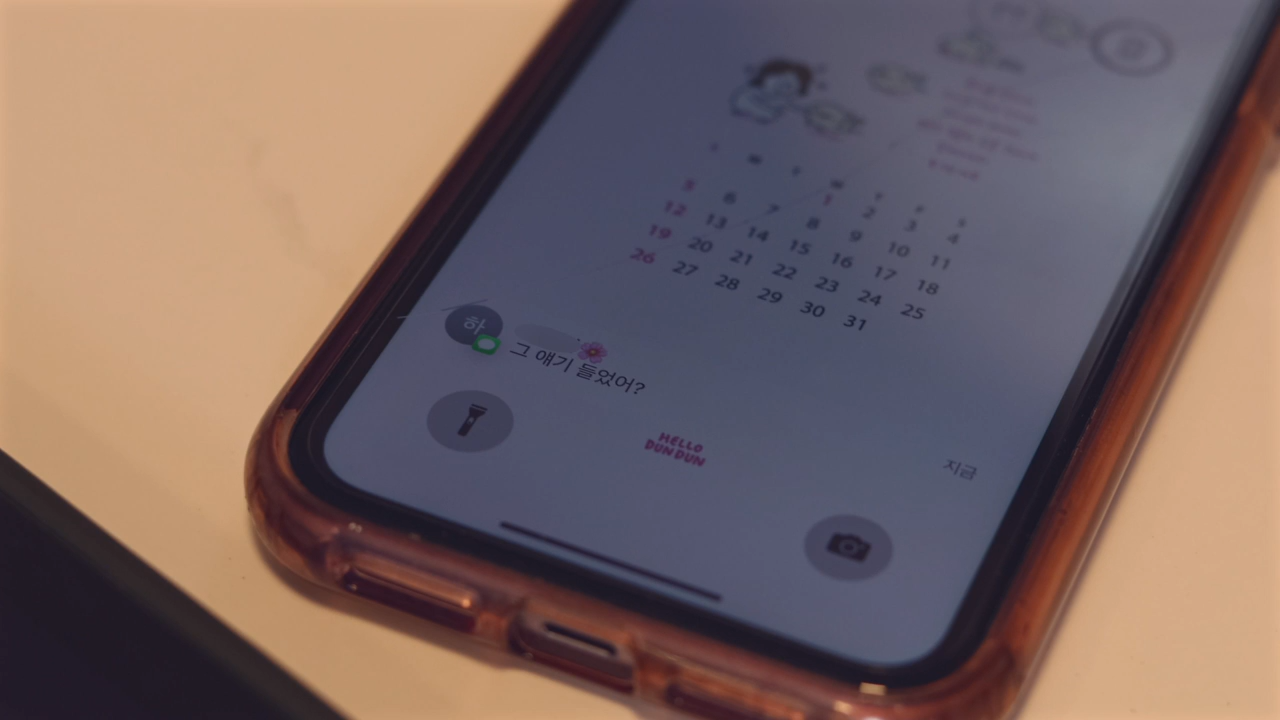 1 2 3 4
5 6 7 8 9 10 11
12 13 14 15 16 17 18
19 20 21 22 23 24 25
26 27 28 29 30 31
하
그 얘기 들었어?
지금
HELLO
DUN DUN